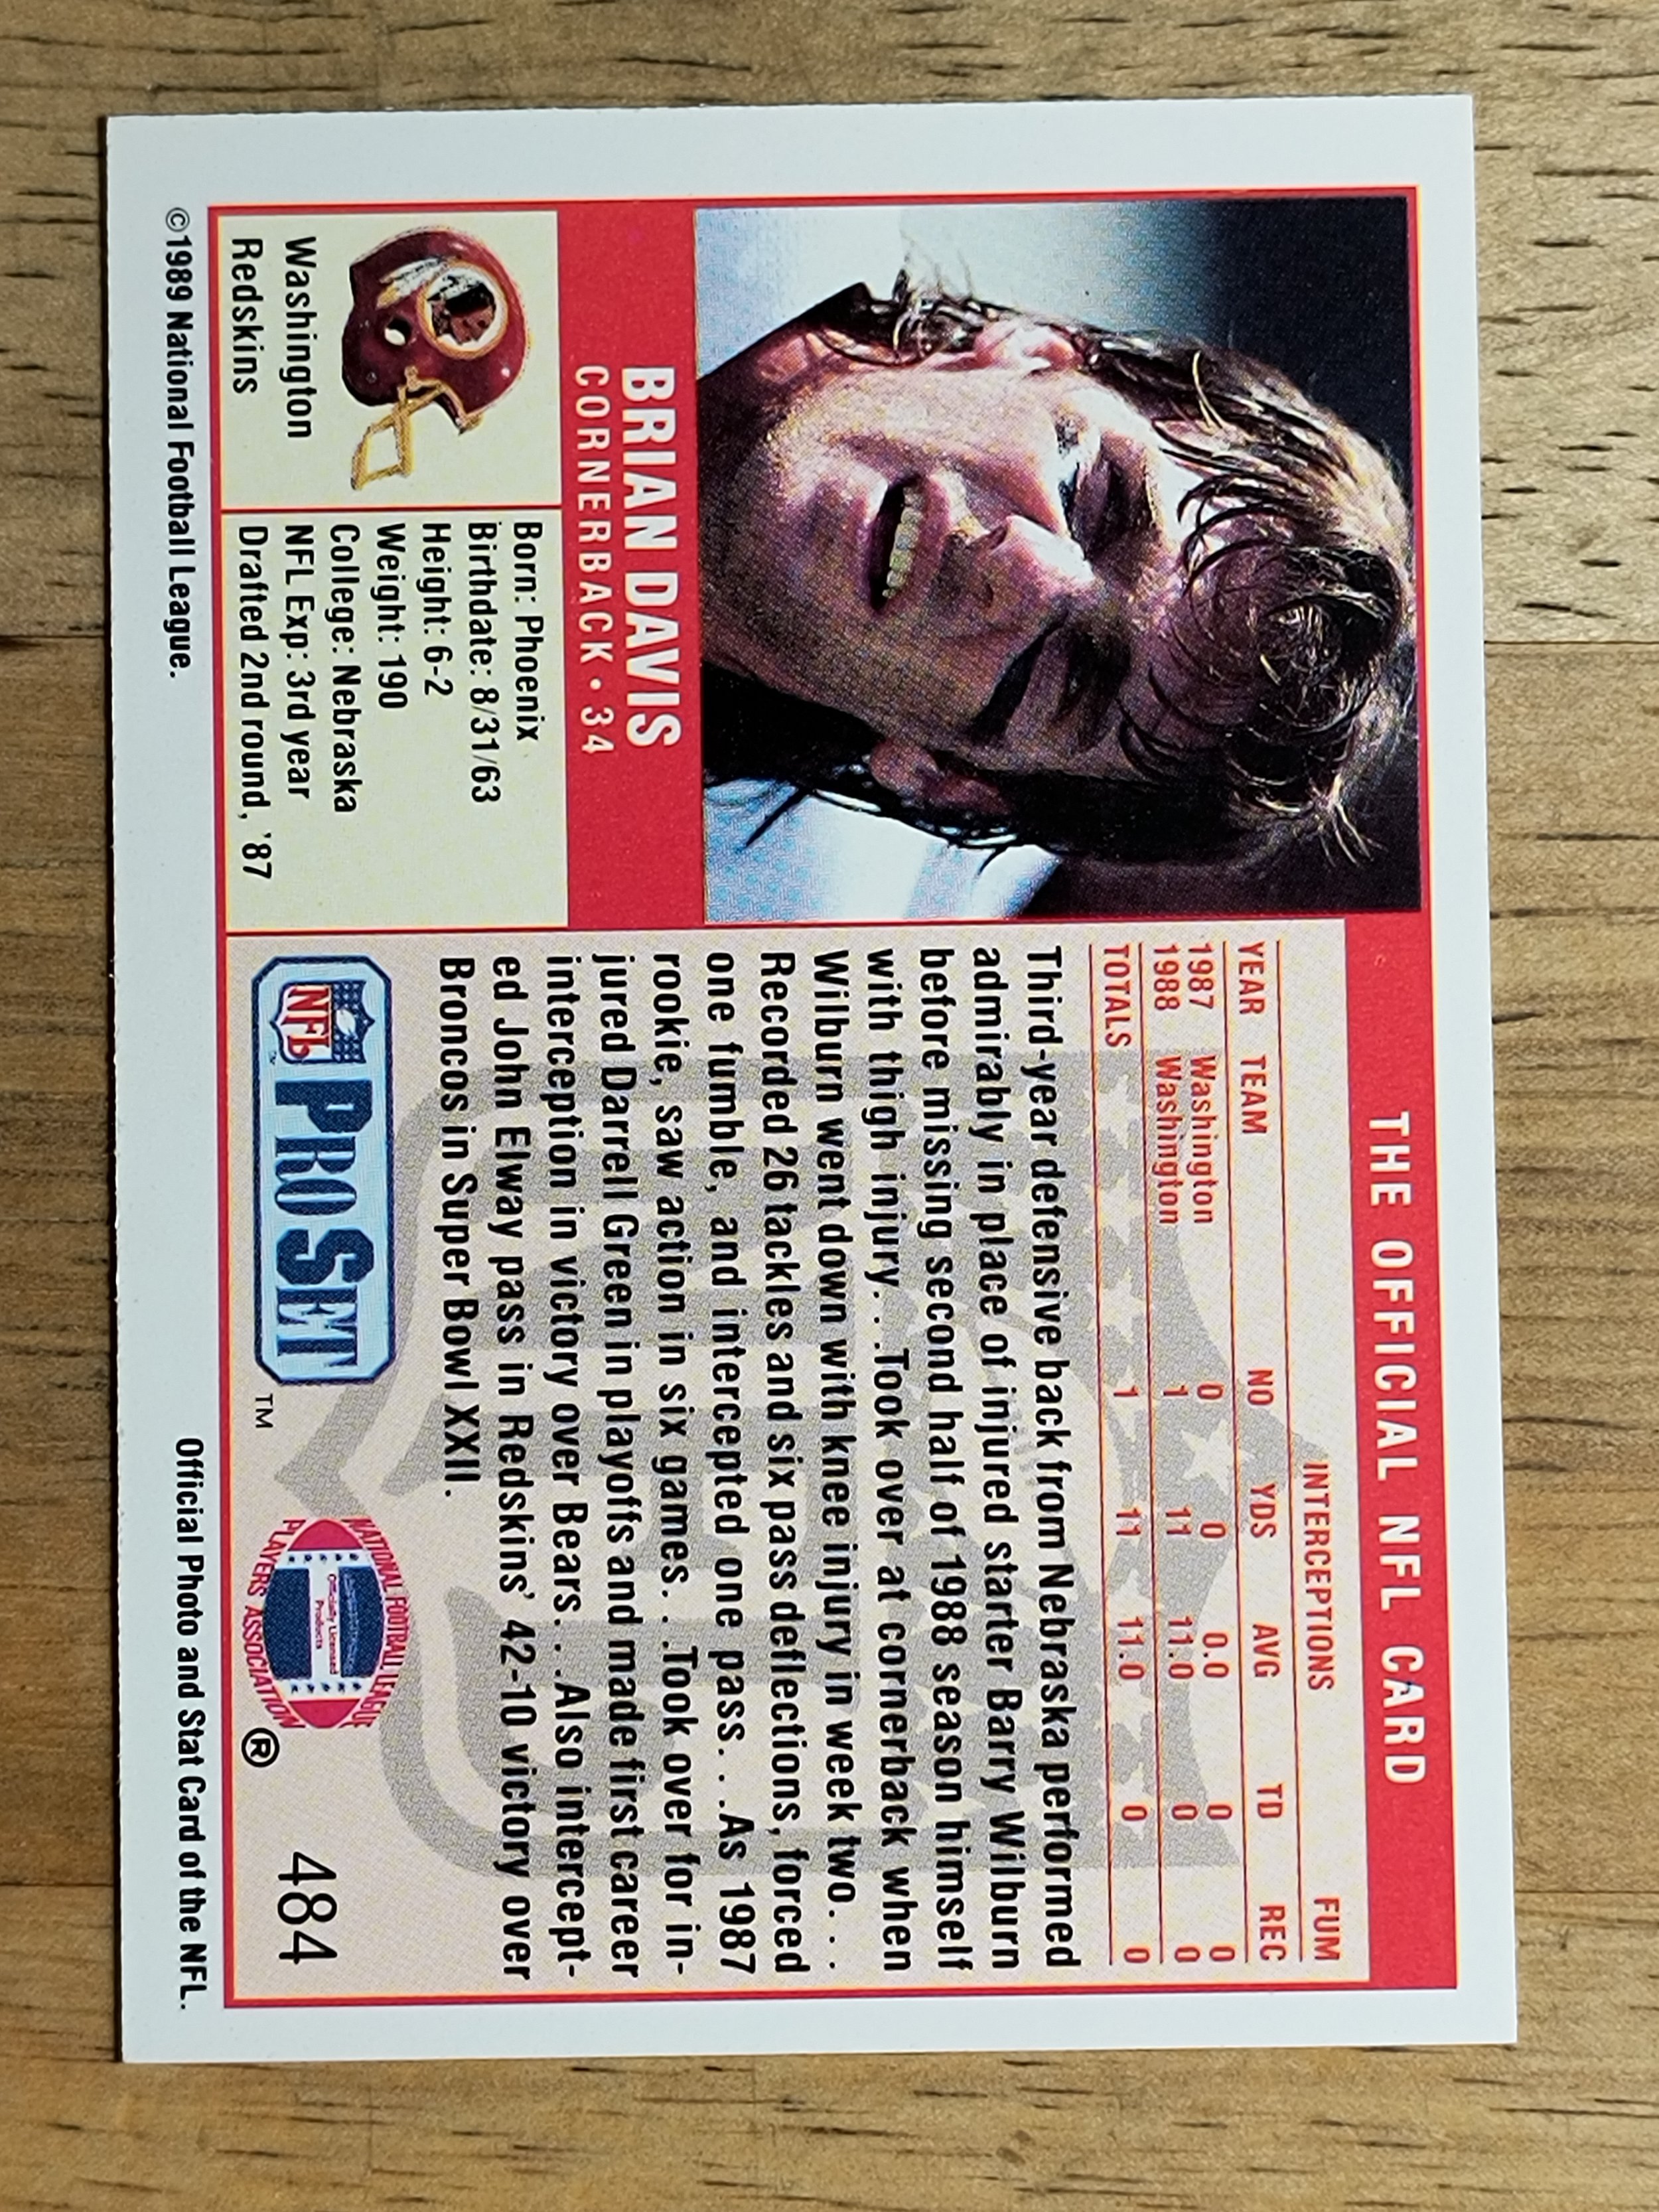 THE OFFICIAL NFL CARD
BRIAN DAVIS
CORNERBACK • 34
Washington
Redskins
Born: Phoenix
Birthdate: 8/31/63
Height: 6-2
Weight: 190
College: Nebraska
NFL Exp: 3rd year
Drafted 2nd round, '87
INTERCEPTIONS FUM
YEAR TEAM NO YDS AVG TD REC
1987 Washington 0 0 0.0 0 0
1988 Washington 1 11 11.0 0 0
TOTALS 1 11 11.0 0 0
Third-year defensive back from Nebraska performed
admirably in place of injured starter Barry Wilburn
before missing second half of 1988 season himself
with thigh injury. . .Took over at cornerback when
Wilburn went down with knee injury in week two. . .
Recorded 26 tackles and six pass deflections, forced
one fumble, and intercepted one pass. . .As 1987
rookie, saw action in six games. . .Took over for in-
jured Darrell Green in playoffs and made first career
interception in victory over Bears. . .Also intercept-
ed John Elway pass in Redskins' 42-10 victory over
Broncos in Super Bowl XXII.
NFL PRO SET ™
NATIONAL FOOTBALL LEAGUE
Officially Licensed
Products
PLAYERS ASSOCIATION ®
484
©1989 National Football League.
Official Photo and Stat Card of the NFL.